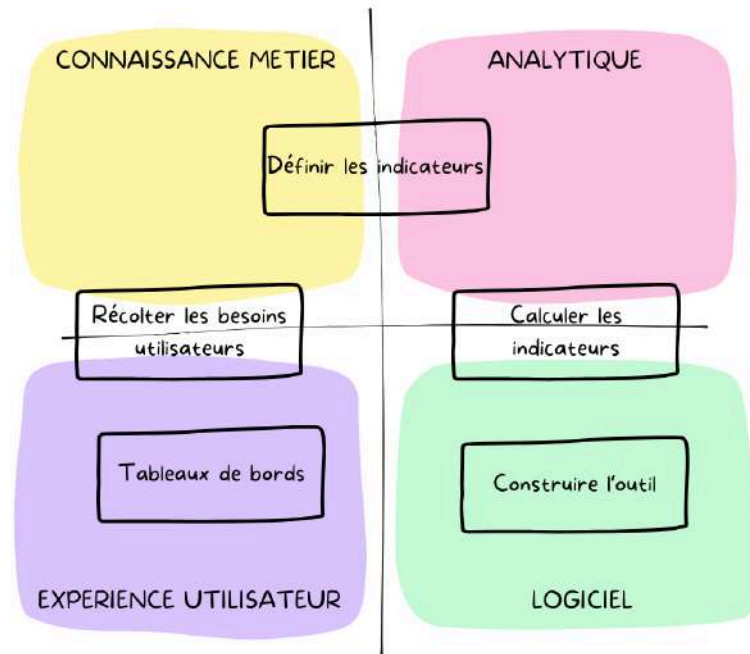 CONNAISSANCE METIER
ANALYTIQUE
Définir les indicateurs
Récolter les besoins
utilisateurs
Calculer les
indicateurs
Tableaux de bords
Construire l'outil
EXPERIENCE UTILISATEUR
LOGICIEL